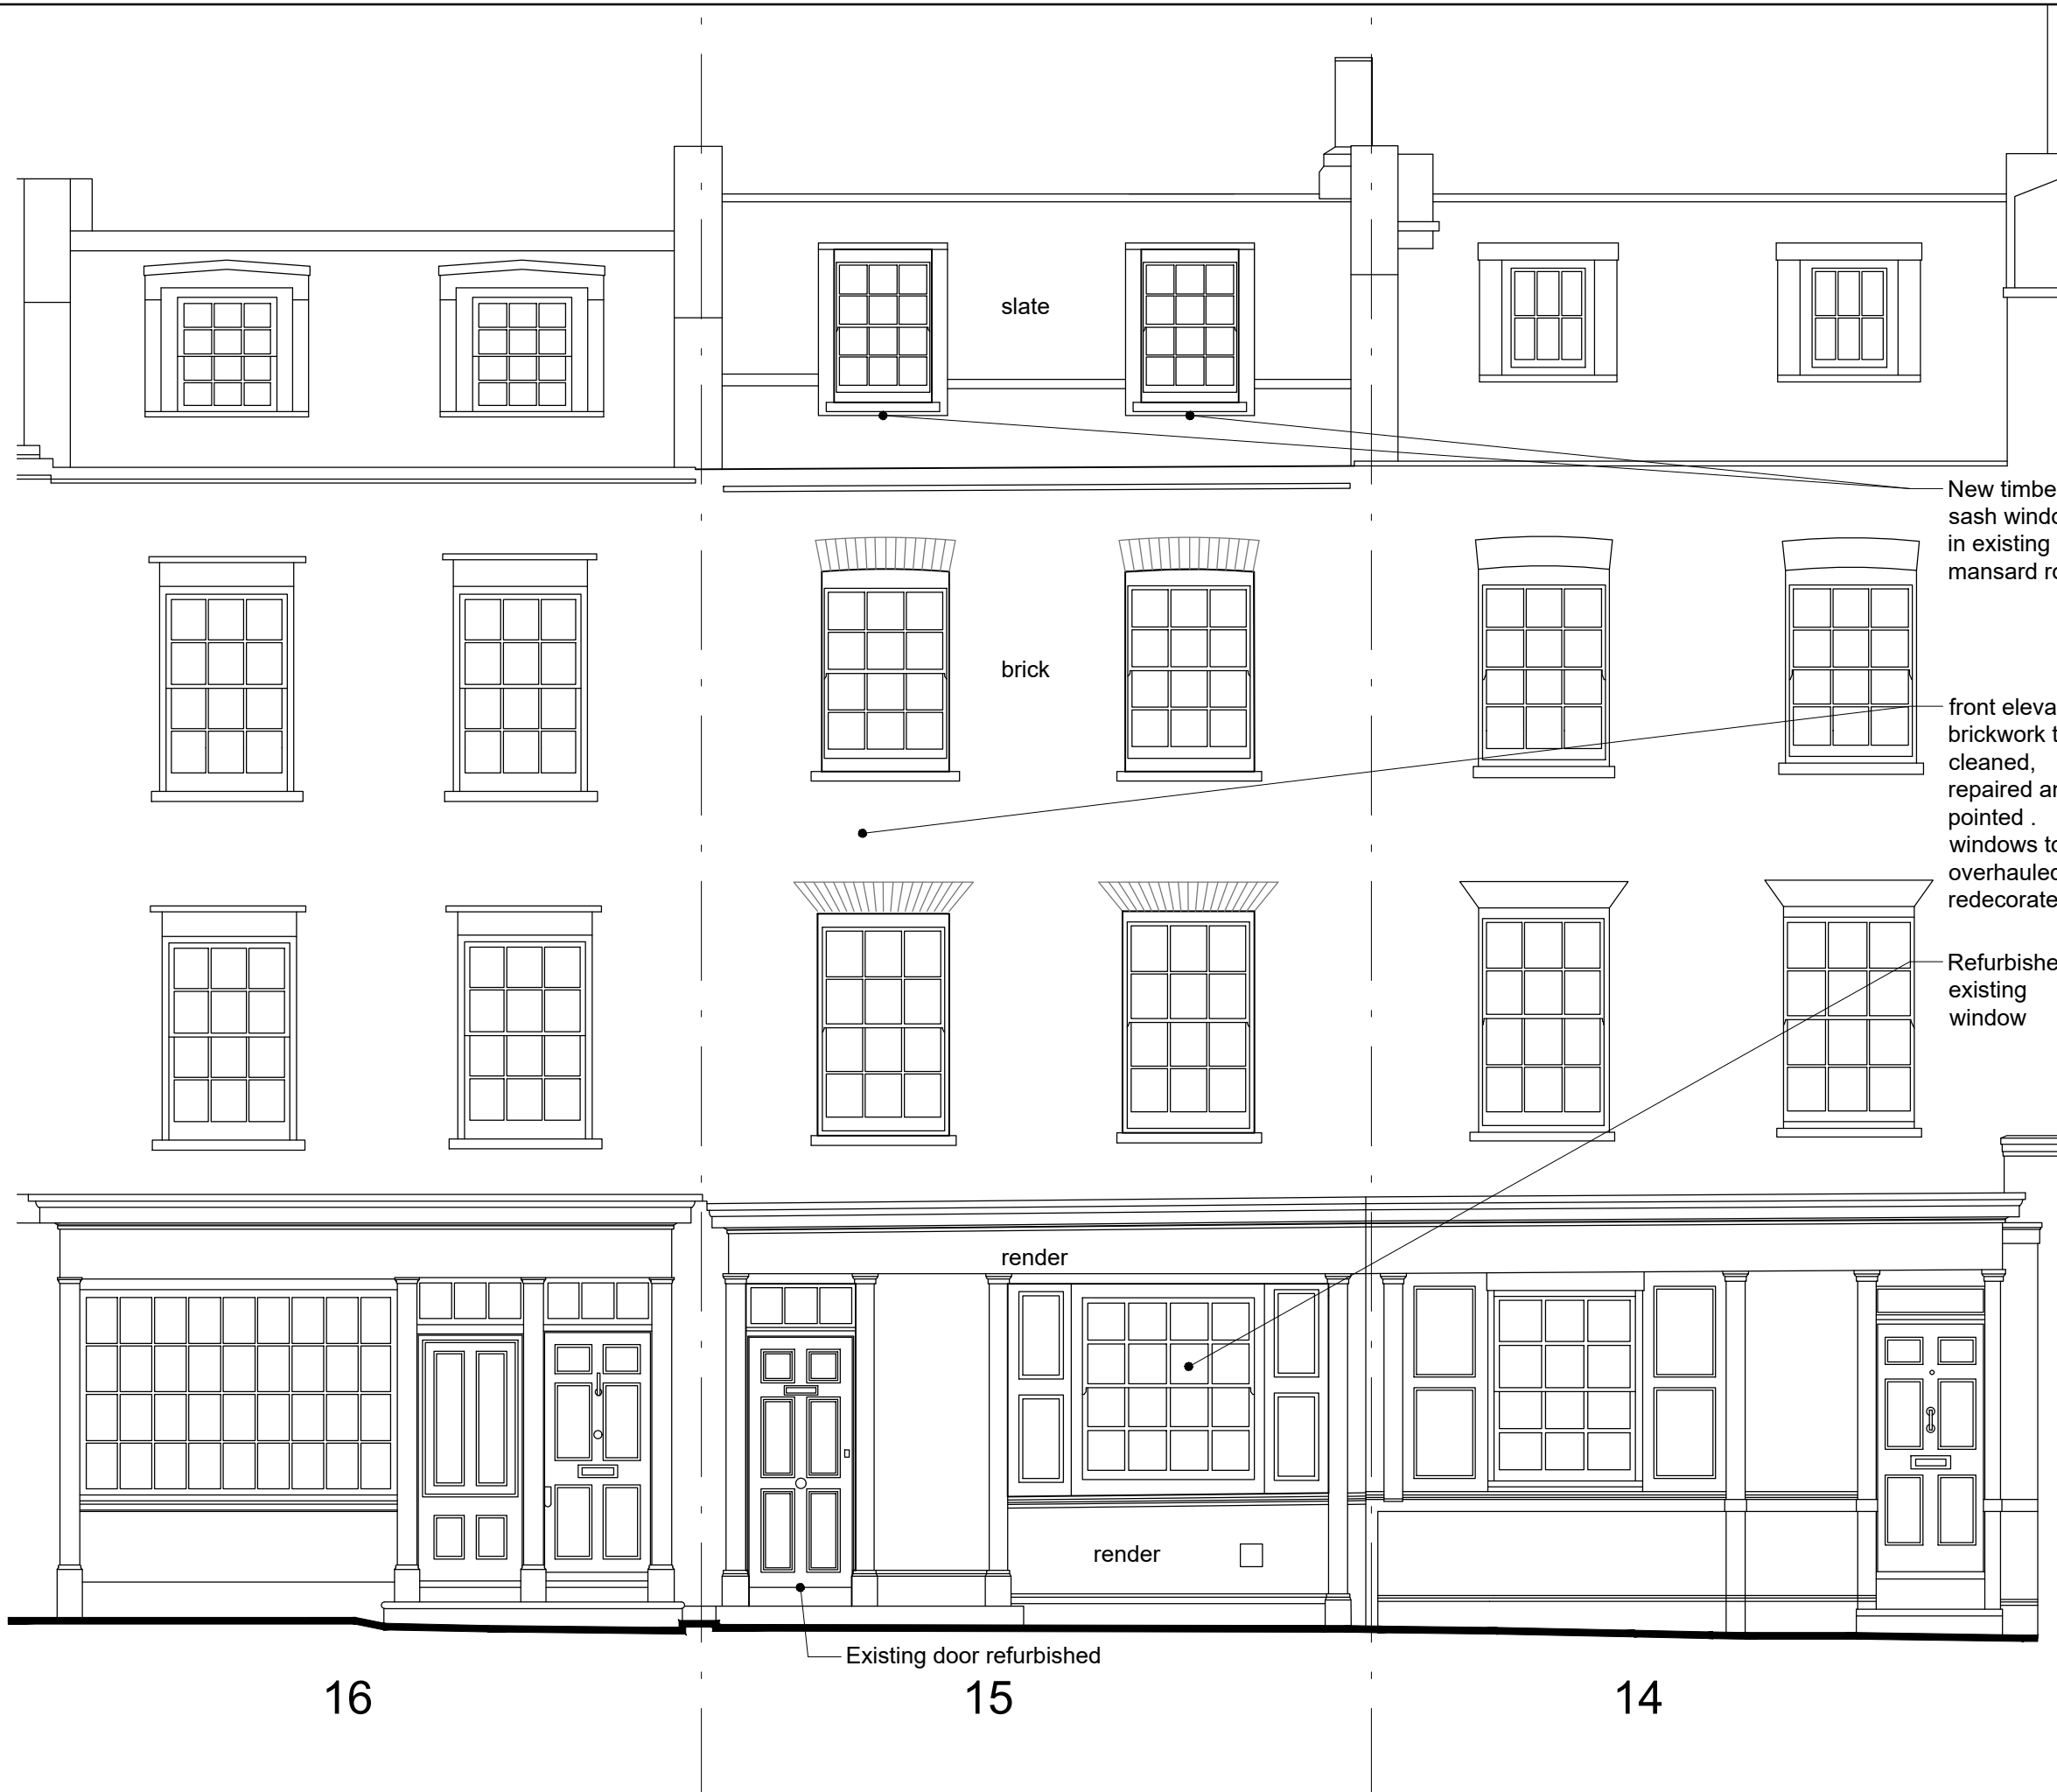 slate
New timbe
sash windo
in existing
mansard ro
brick
front eleva
brickwork t
cleaned,
repaired ar
pointed .
windows to
overhauled
redecorate
Refurbishe
existing
window
render
render
Existing door refurbished
16
15
14